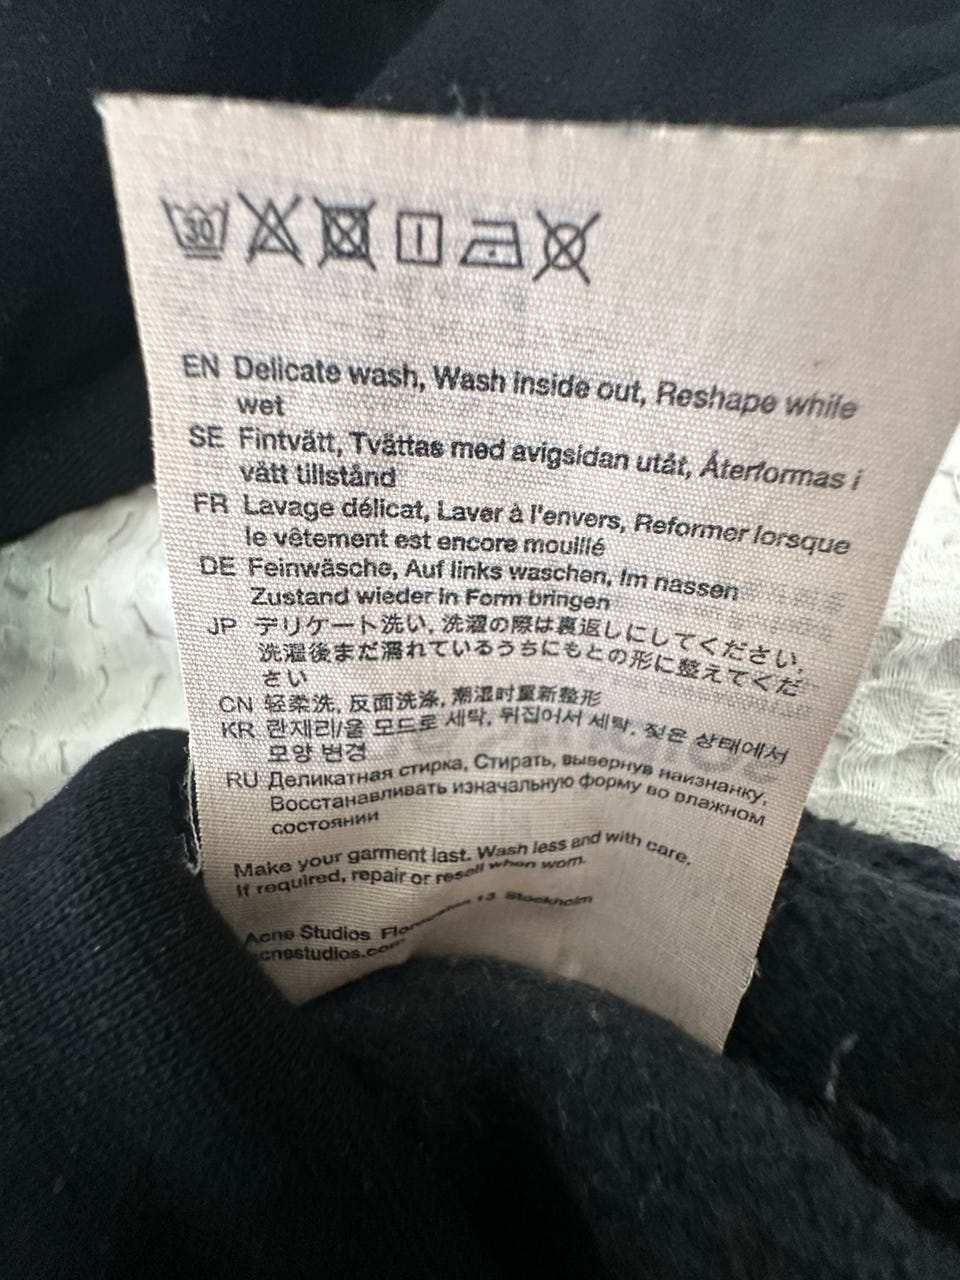 30
EN Delicate wash, Wash inside out, Reshape while
wet
SE Fintvätt, Tvättas med avigsidan utåt, Återformas i
vått tillstånd
FR Lavage délicat, Laver à l'envers, Reformer lorsque
le vêtement est encore mouillé
DE Feinwäsche, Auf links waschen, Im nassen
Zustand wieder in Form bringen
JP デリケート洗い, 洗濯の際は裏返しにしてください,
洗濯後まだ濡れているうちにもとの形に整えてくだ
さい
CN 轻柔洗, 反面洗涤, 潮湿时重新整形
KR 란제리/울 모드로 세탁, 뒤집어서 세탁, 젖은 상태에서
모양 변경
RU Деликатная стирка, Стирать, вывернув наизнанку,
Восстанавливать изначальную форму во влажном
состоянии
Make your garment last. Wash less and with care.
If required, repair or resell when worn.
Acne Studios 13 Stockholm
acnestudios.com